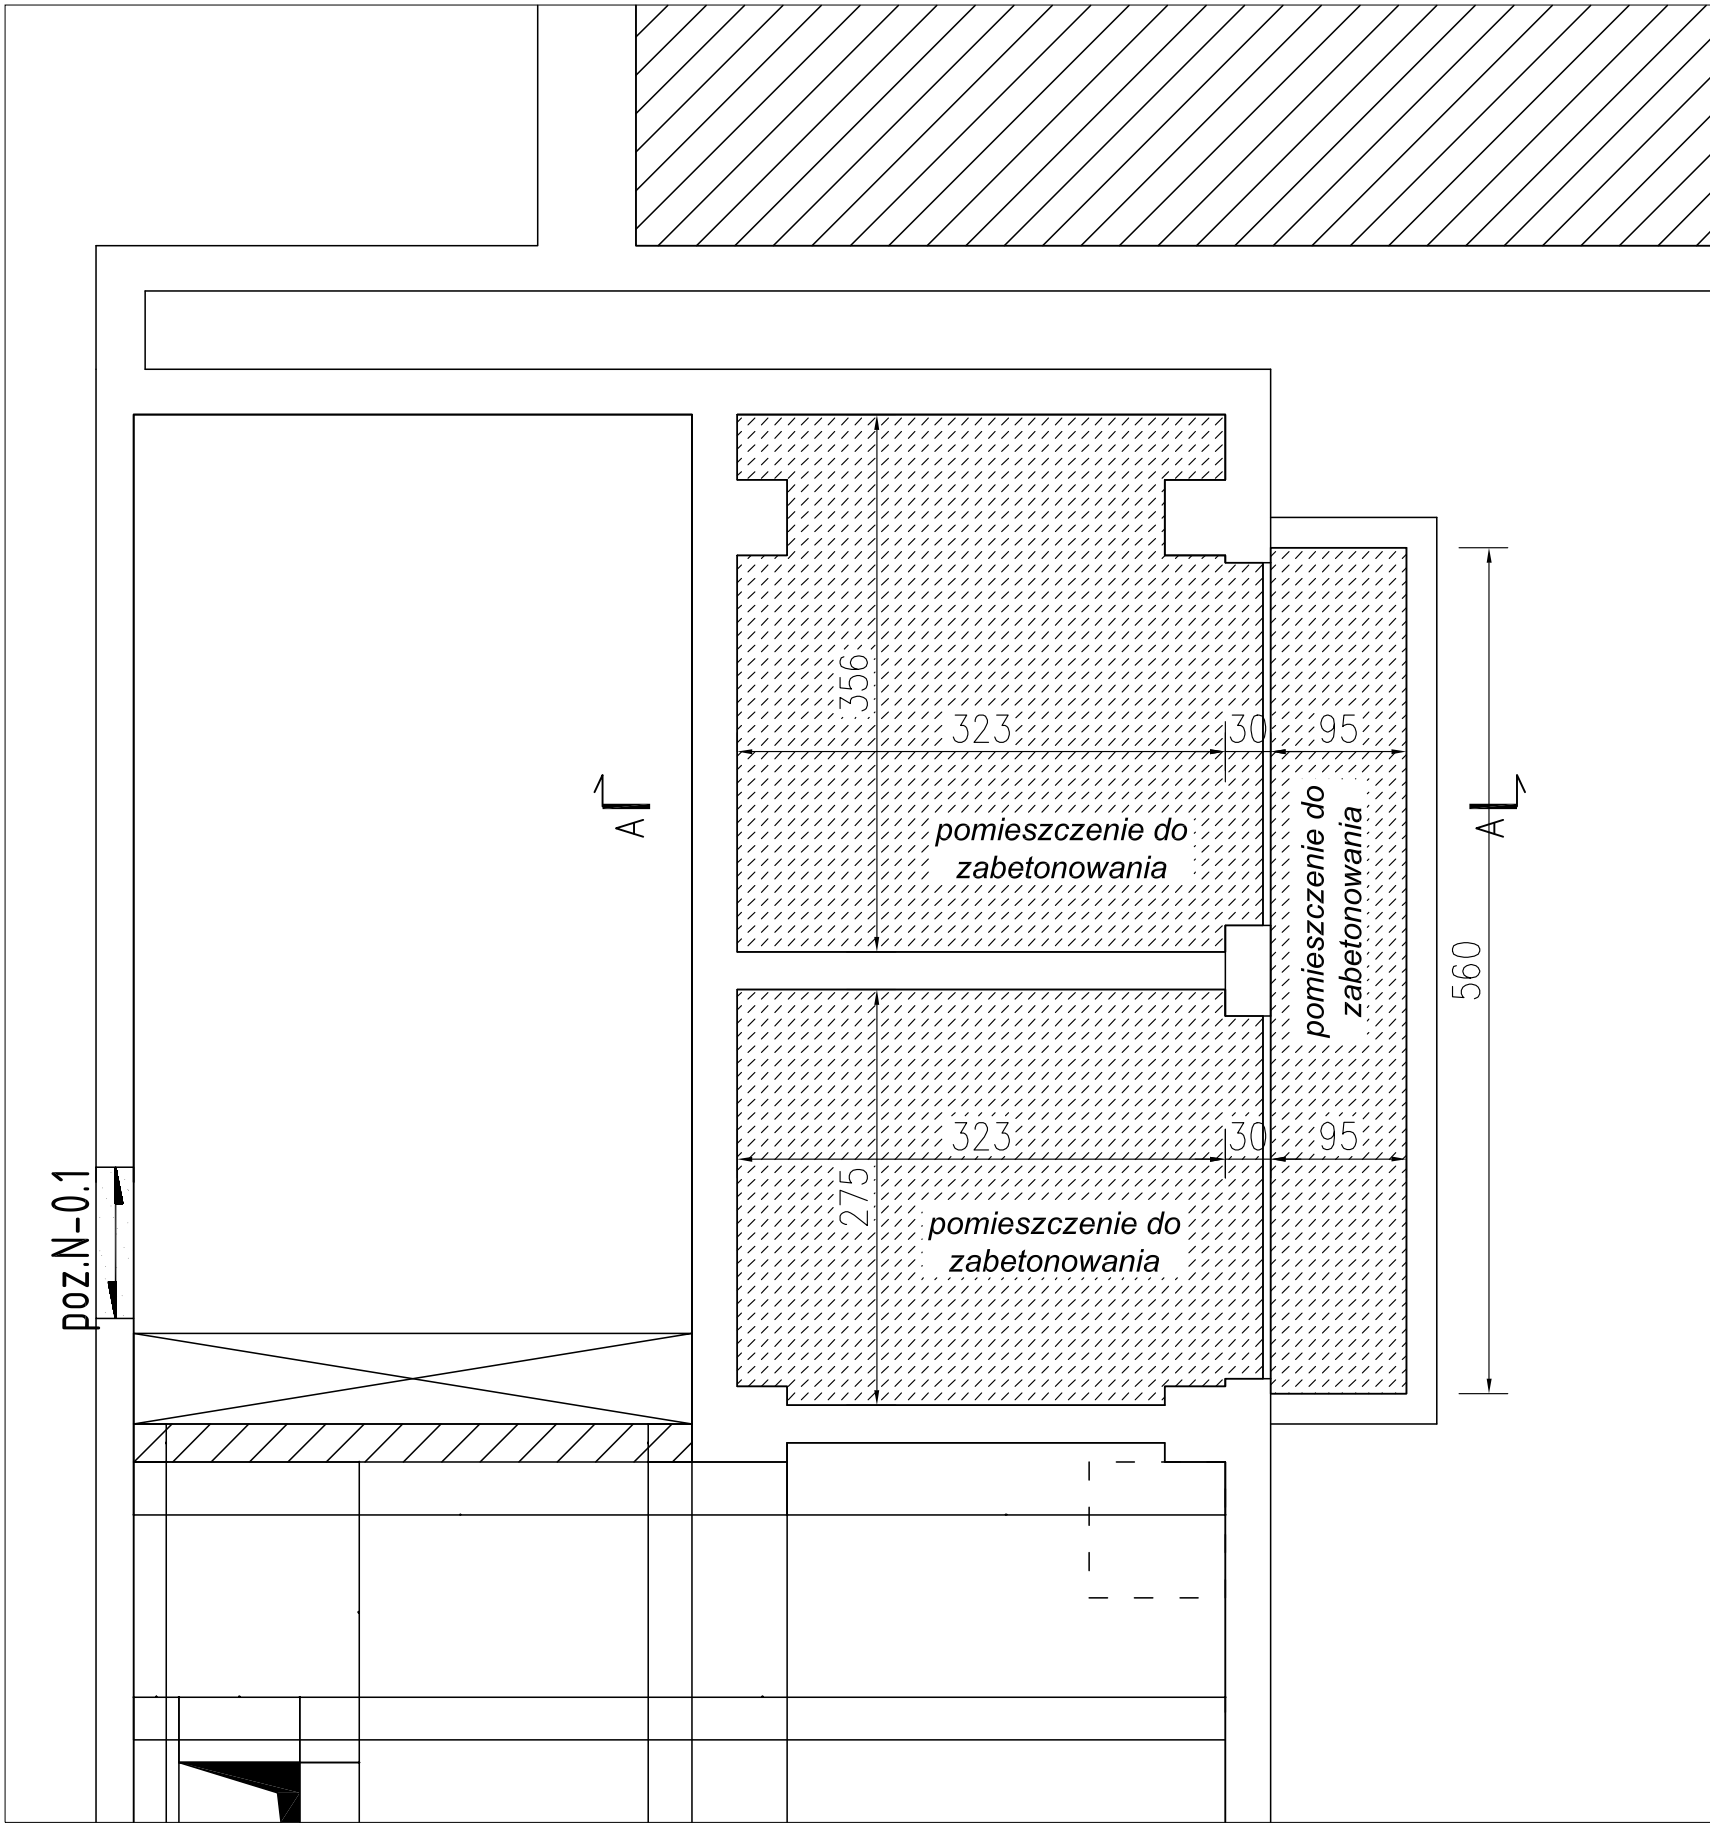 356
323
30
95
A
A
pomieszczenie do
zabetonowania
pomieszczenie do
zabetonowania
560
323
30
95
275
poz.N-0.1
pomieszczenie do
zabetonowania